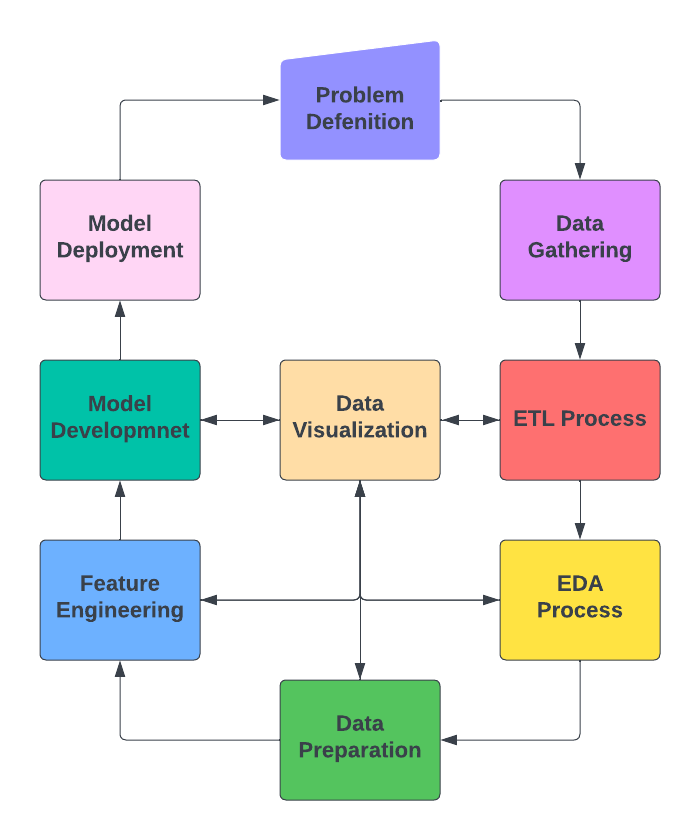 Problem
Defenition
Model
Deployment
Data
Gathering
Model
Developmnet
Data
Visualization
ETL Process
Feature
Engineering
EDA
Process
Data
Preparation